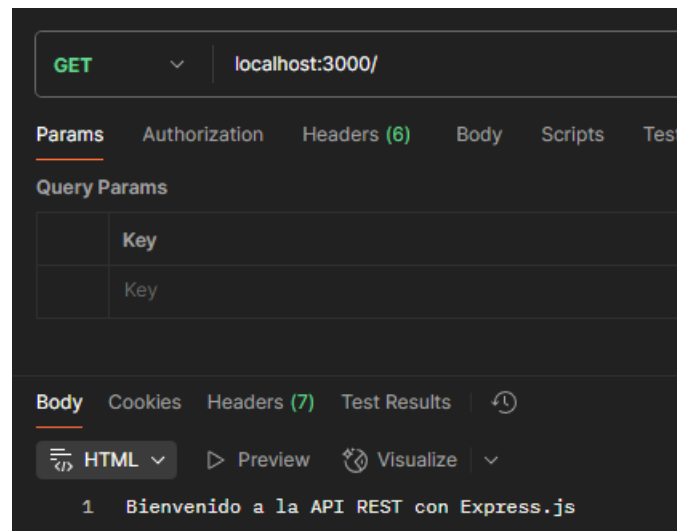 GET localhost:3000/
Params Authorization Headers (6) Body Scripts Test
Query Params
Key
Key
Body Cookies Headers (7) Test Results
HTML Preview Visualize
1 Bienvenido a la API REST con Express.js